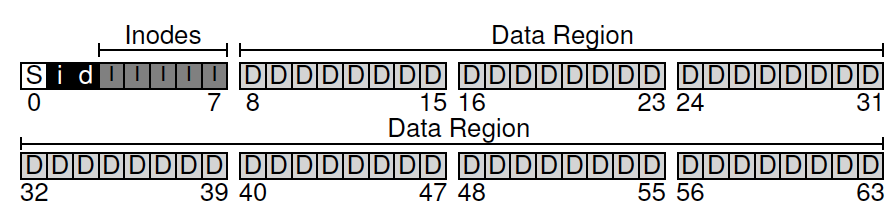 Inodes Data Region
S i d I I I I I D D D D D D D D D D D D D D D D D D D D D D D D
0 7 8 15 16 23 24 31
Data Region
D D D D D D D D D D D D D D D D D D D D D D D D D D D D D D D D
32 39 40 47 48 55 56 63